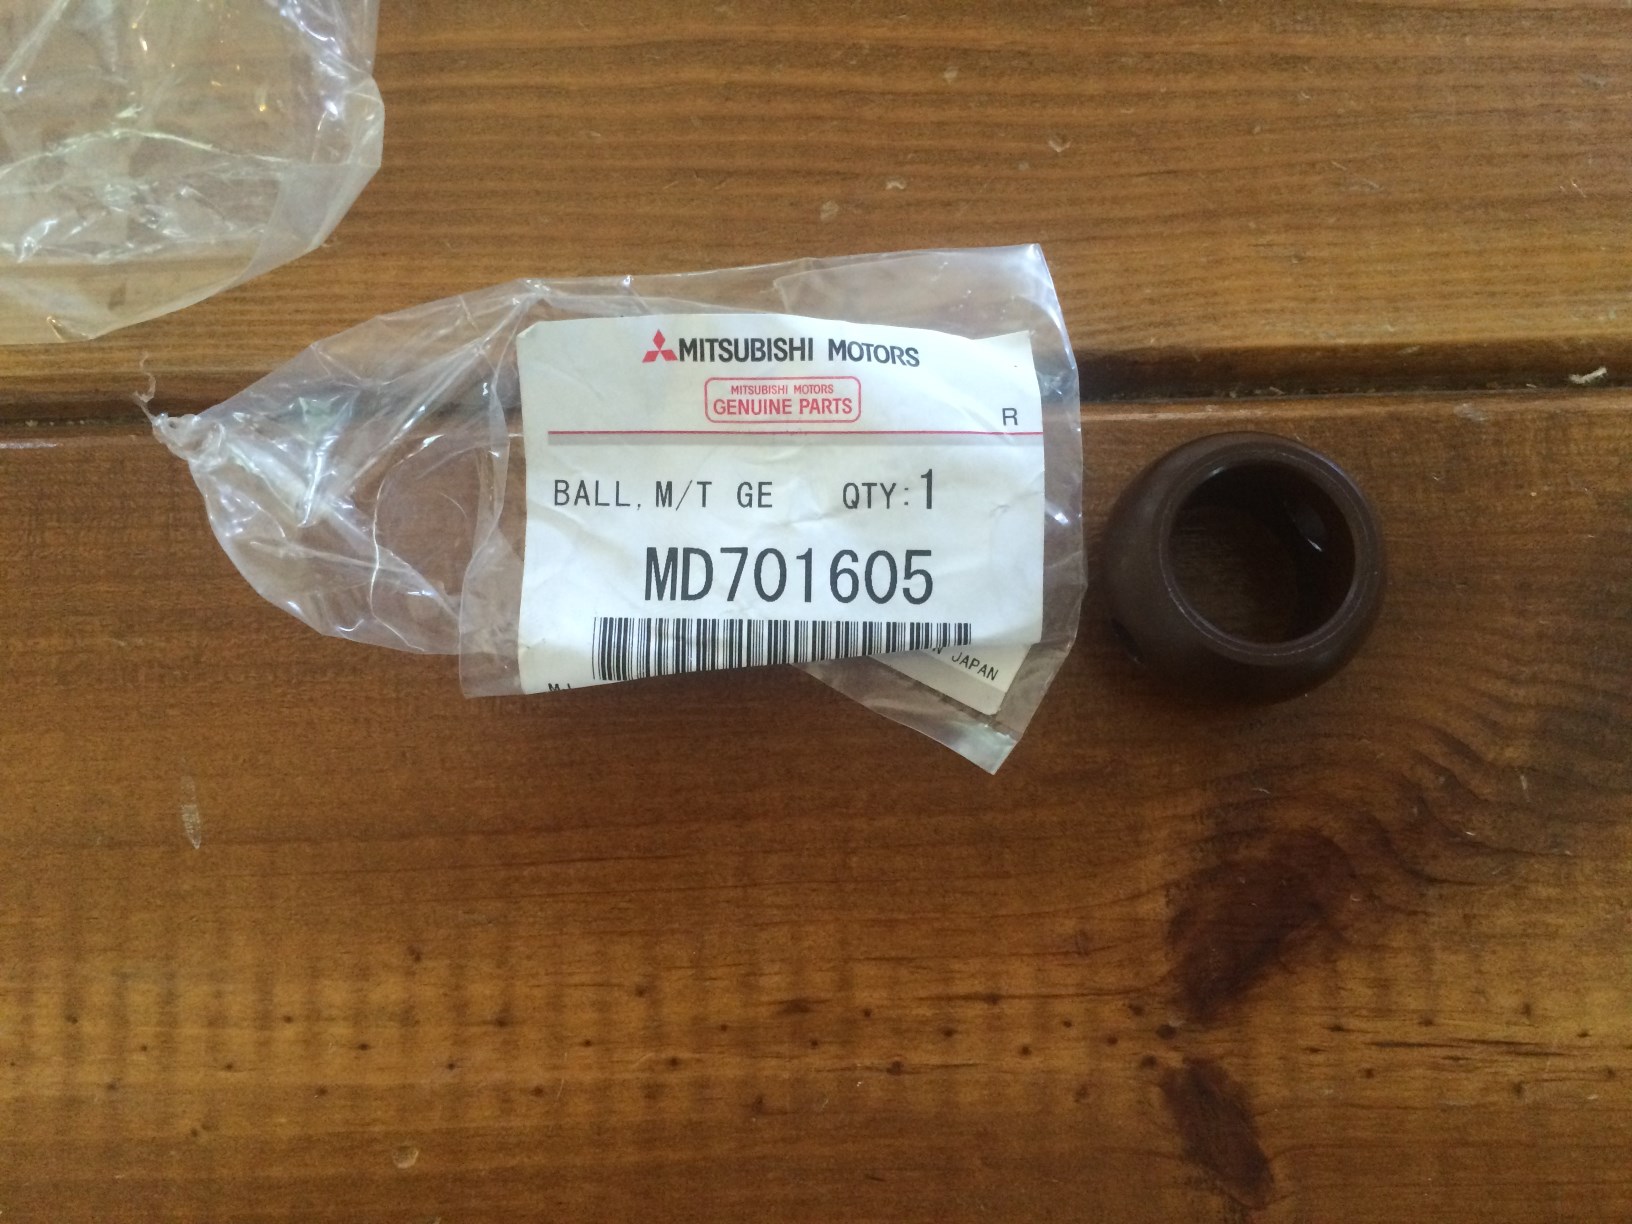 MITSUBISHI MOTORS
MITSUBISHI MOTORS
GENUINE PARTS
R
BALL, M/T GE QTY:1
MD701605
JAPAN